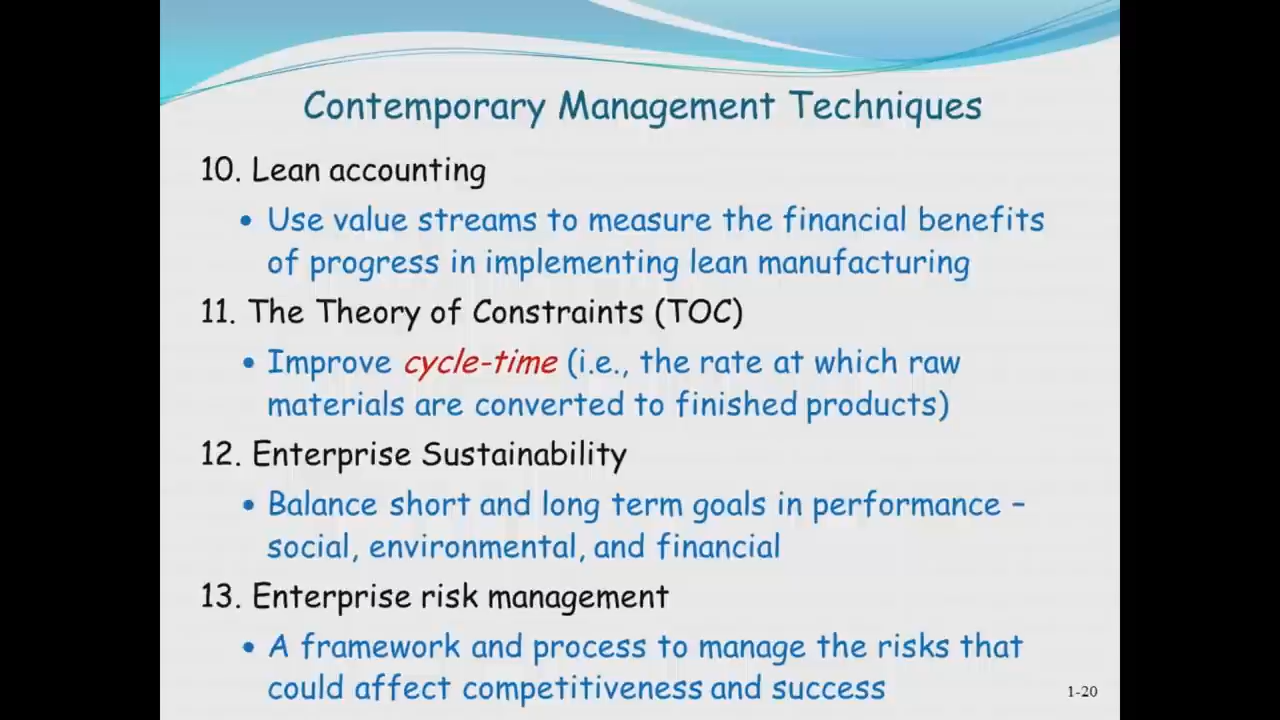 Contemporary Management Techniques
10. Lean accounting
• Use value streams to measure the financial benefits
of progress in implementing lean manufacturing
11. The Theory of Constraints (TOC)
• Improve cycle-time (i.e., the rate at which raw
materials are converted to finished products)
12. Enterprise Sustainability
• Balance short and long term goals in performance –
social, environmental, and financial
13. Enterprise risk management
• A framework and process to manage the risks that
could affect competitiveness and success
1-20